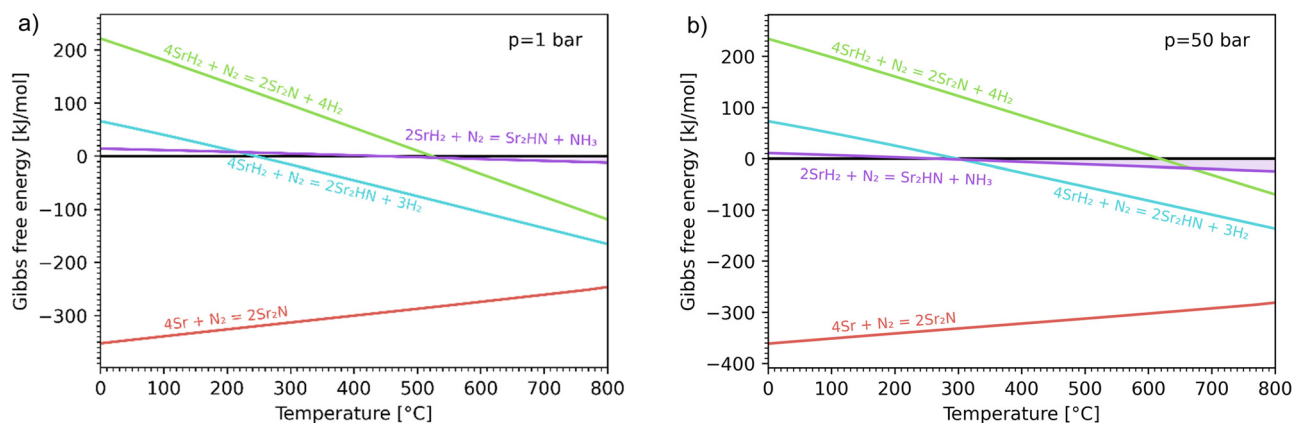 a)
p=1 bar
Gibbs free energy [kJ/mol]
200
100
0
−100
−200
−300
4SrH₂ + N₂ = 2Sr₂N + 4H₂
2SrH₂ + N₂ = Sr₂HN + NH₃
4SrH₂ + N₂ = 2Sr₂HN + 3H₂
4Sr + N₂ = 2Sr₂N
0 100 200 300 400 500 600 700 800
Temperature [°C]
b)
p=50 bar
Gibbs free energy [kJ/mol]
200
100
0
−100
−200
−300
−400
4SrH₂ + N₂ = 2Sr₂N + 4H₂
2SrH₂ + N₂ = Sr₂HN + NH₃
4SrH₂ + N₂ = 2Sr₂HN + 3H₂
4Sr + N₂ = 2Sr₂N
0 100 200 300 400 500 600 700 800
Temperature [°C]